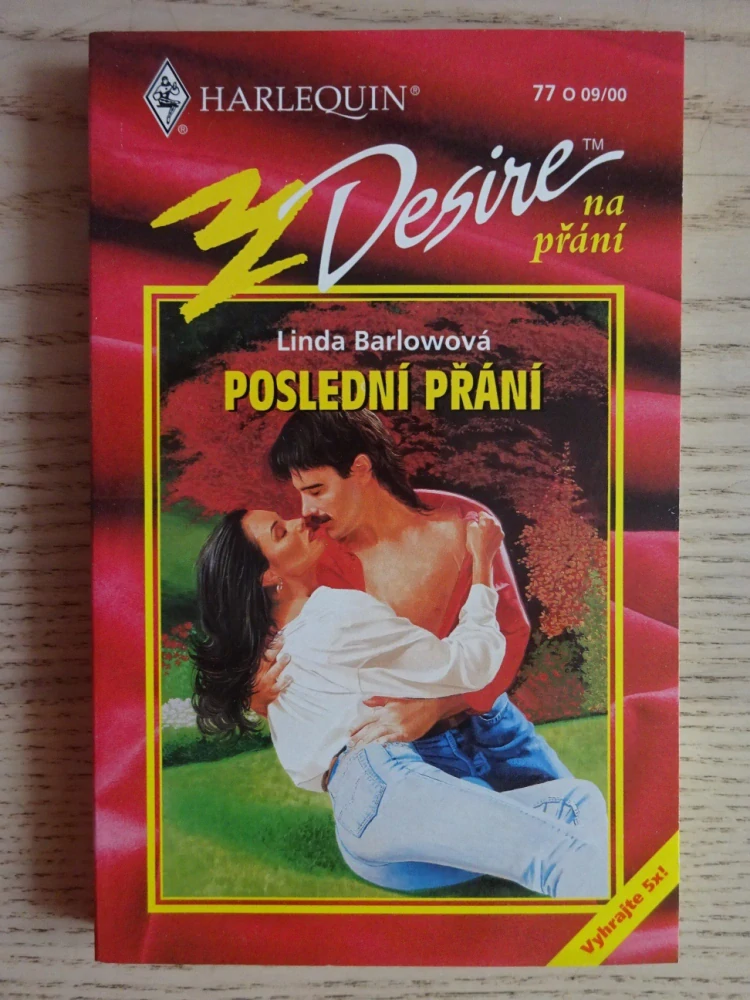 HARLEQUIN®
77 O 09/00
®
Desire™
na
přání
Linda Barlowová
POSLEDNÍ PŘÁNÍ
Vyhrajte 5x!